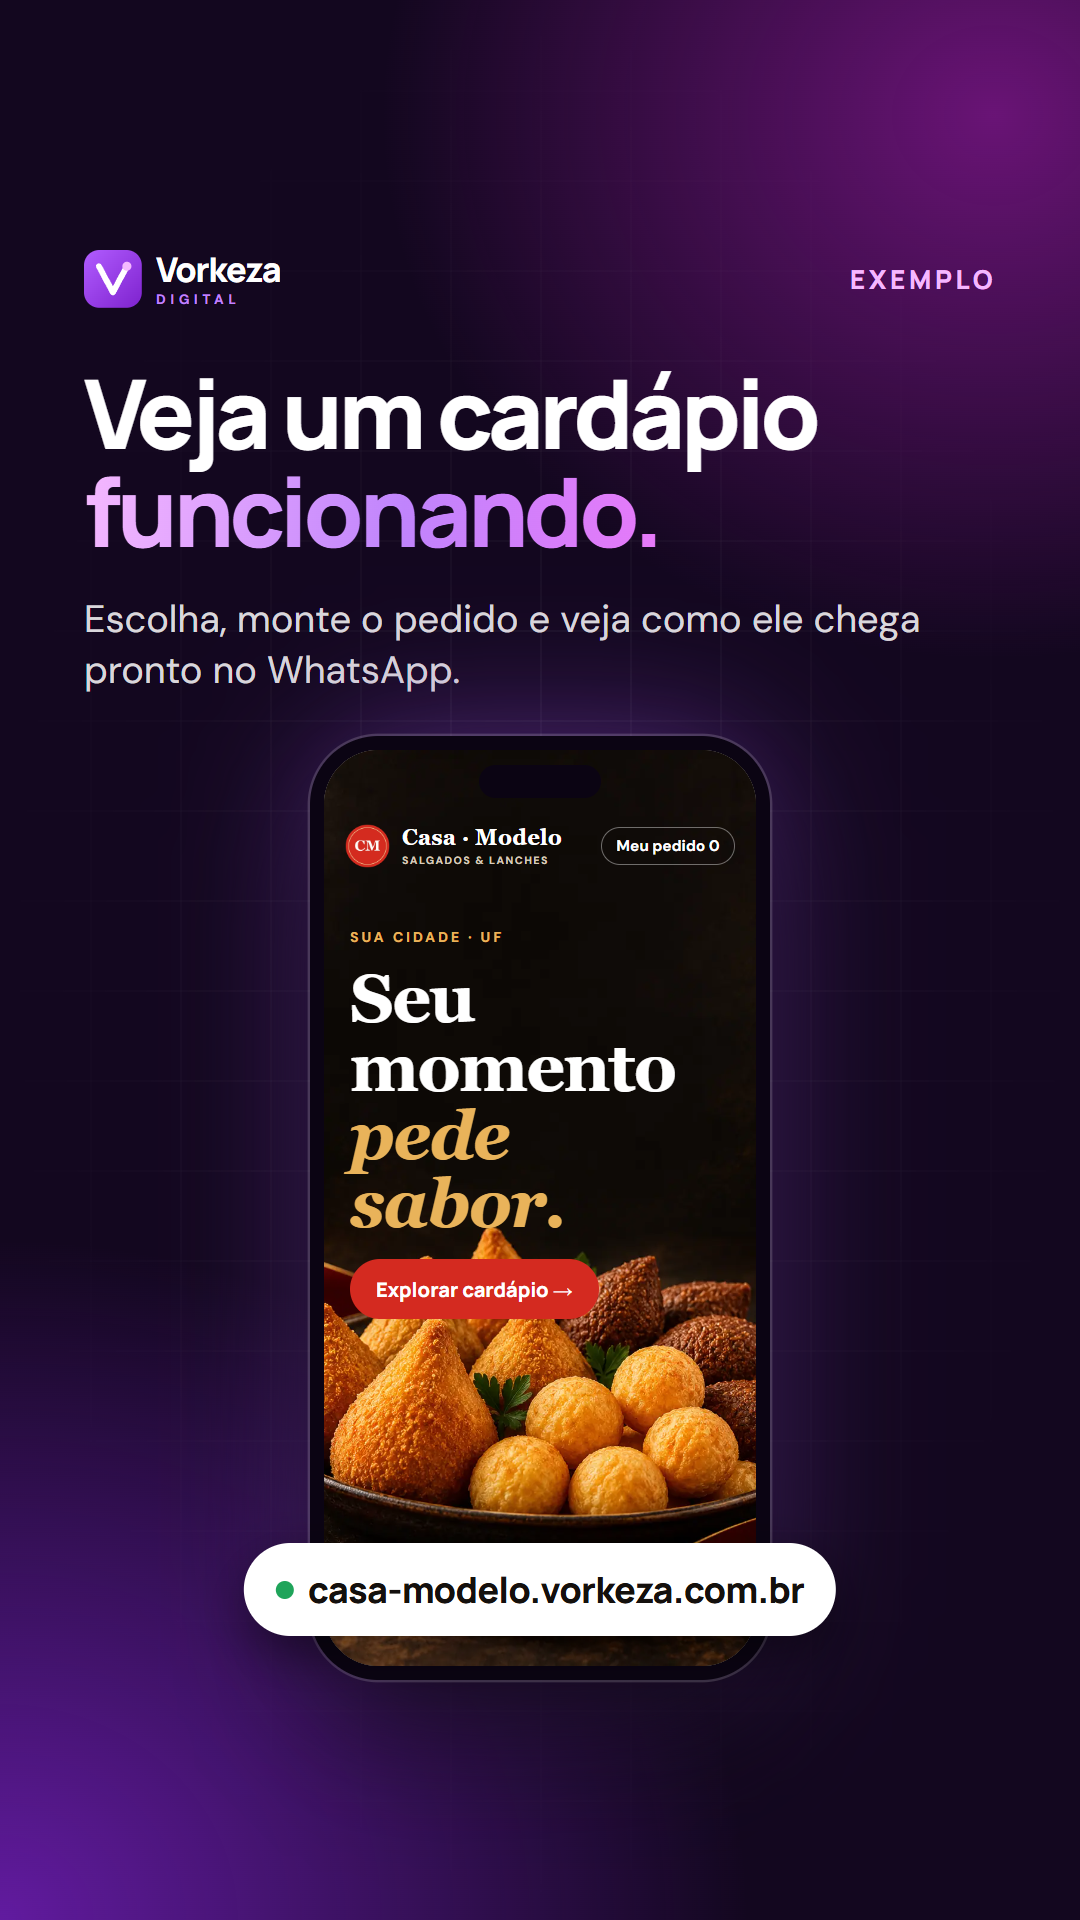 Vorkeza
DIGITAL
EXEMPLO
Veja um cardápio
funcionando.
Escolha, monte o pedido e veja como ele chega
pronto no WhatsApp.
CM
Casa · Modelo
SALGADOS & LANCHES
Meu pedido 0
SUA CIDADE · UF
Seu
momento
pede
sabor.
Explorar cardápio →
casa-modelo.vorkeza.com.br